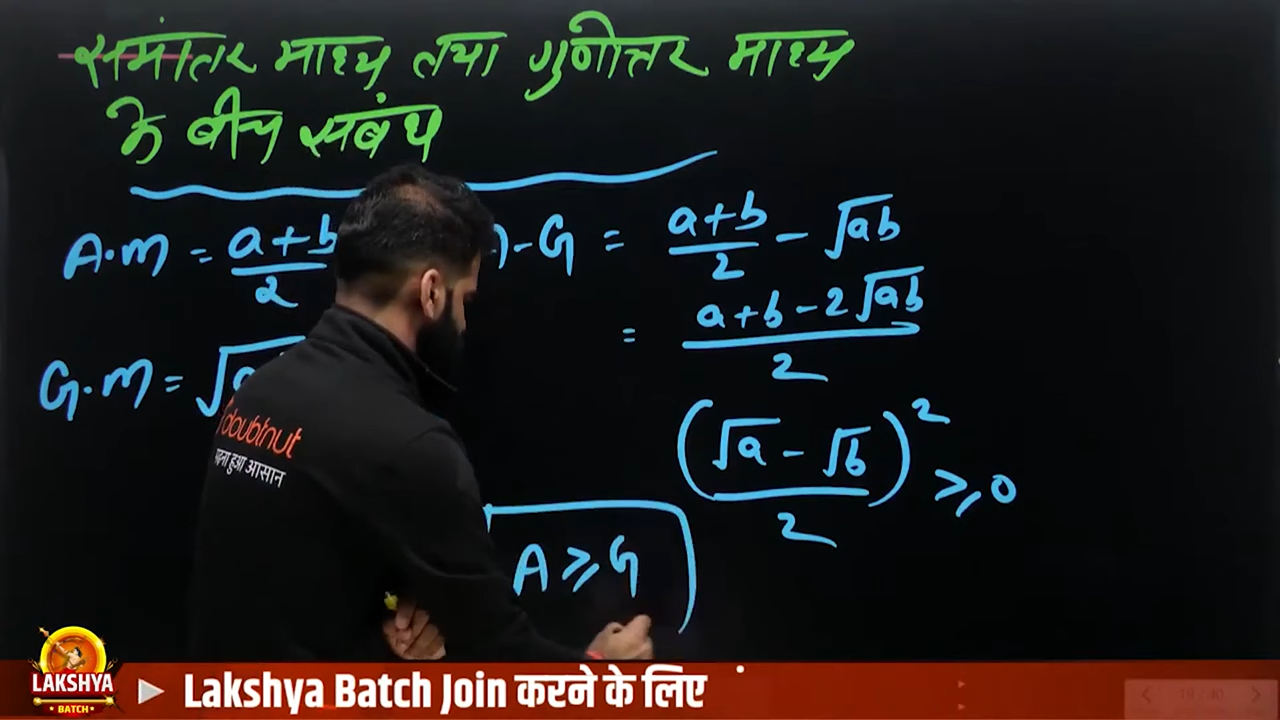 समांतर माध्य तथा गुणोत्तर माध्य
के बीच सबंध
A.m = a+b/2
-G = a+b/2 - √ab
= a+b-2√ab/2
G.m = √a
(√a - √b)²/2 ≥ 0
A ≥ G
doubtnut
हुआ आसान
LAKSHYA
BATCH
Lakshya Batch Join करने के लिए